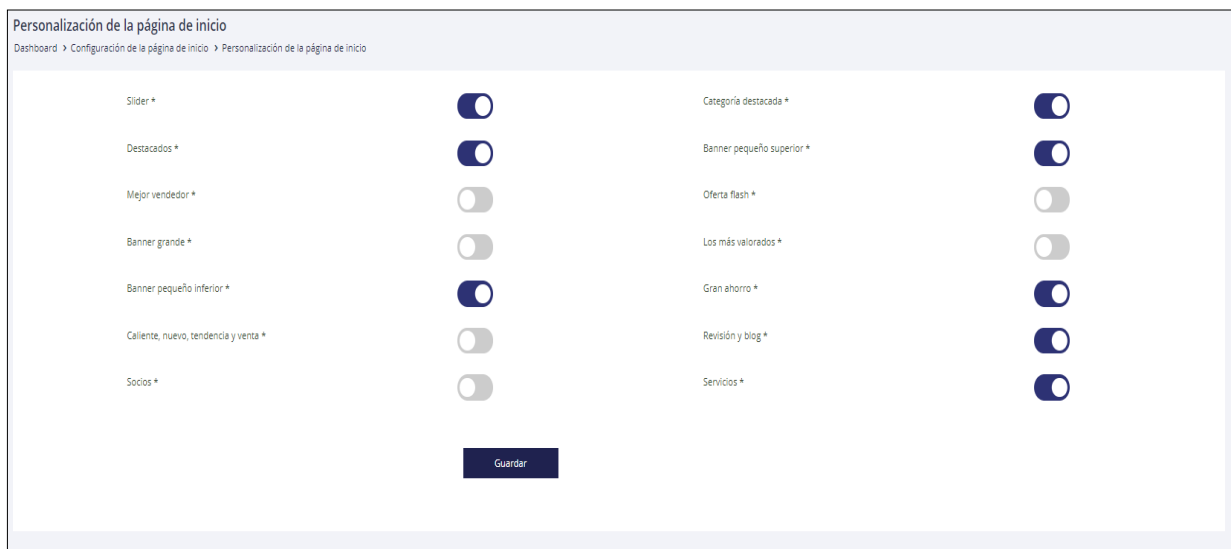 Personalización de la página de inicio
Dashboard > Configuración de la página de inicio > Personalización de la página de inicio
Slider * Categoría destacada *
Destacados * Banner pequeño superior *
Mejor vendedor * Oferta flash *
Banner grande * Los más valorados *
Banner pequeño inferior * Gran ahorro *
Caliente, nuevo, tendencia y venta * Revisión y blog *
Socios * Servicios *
Guardar